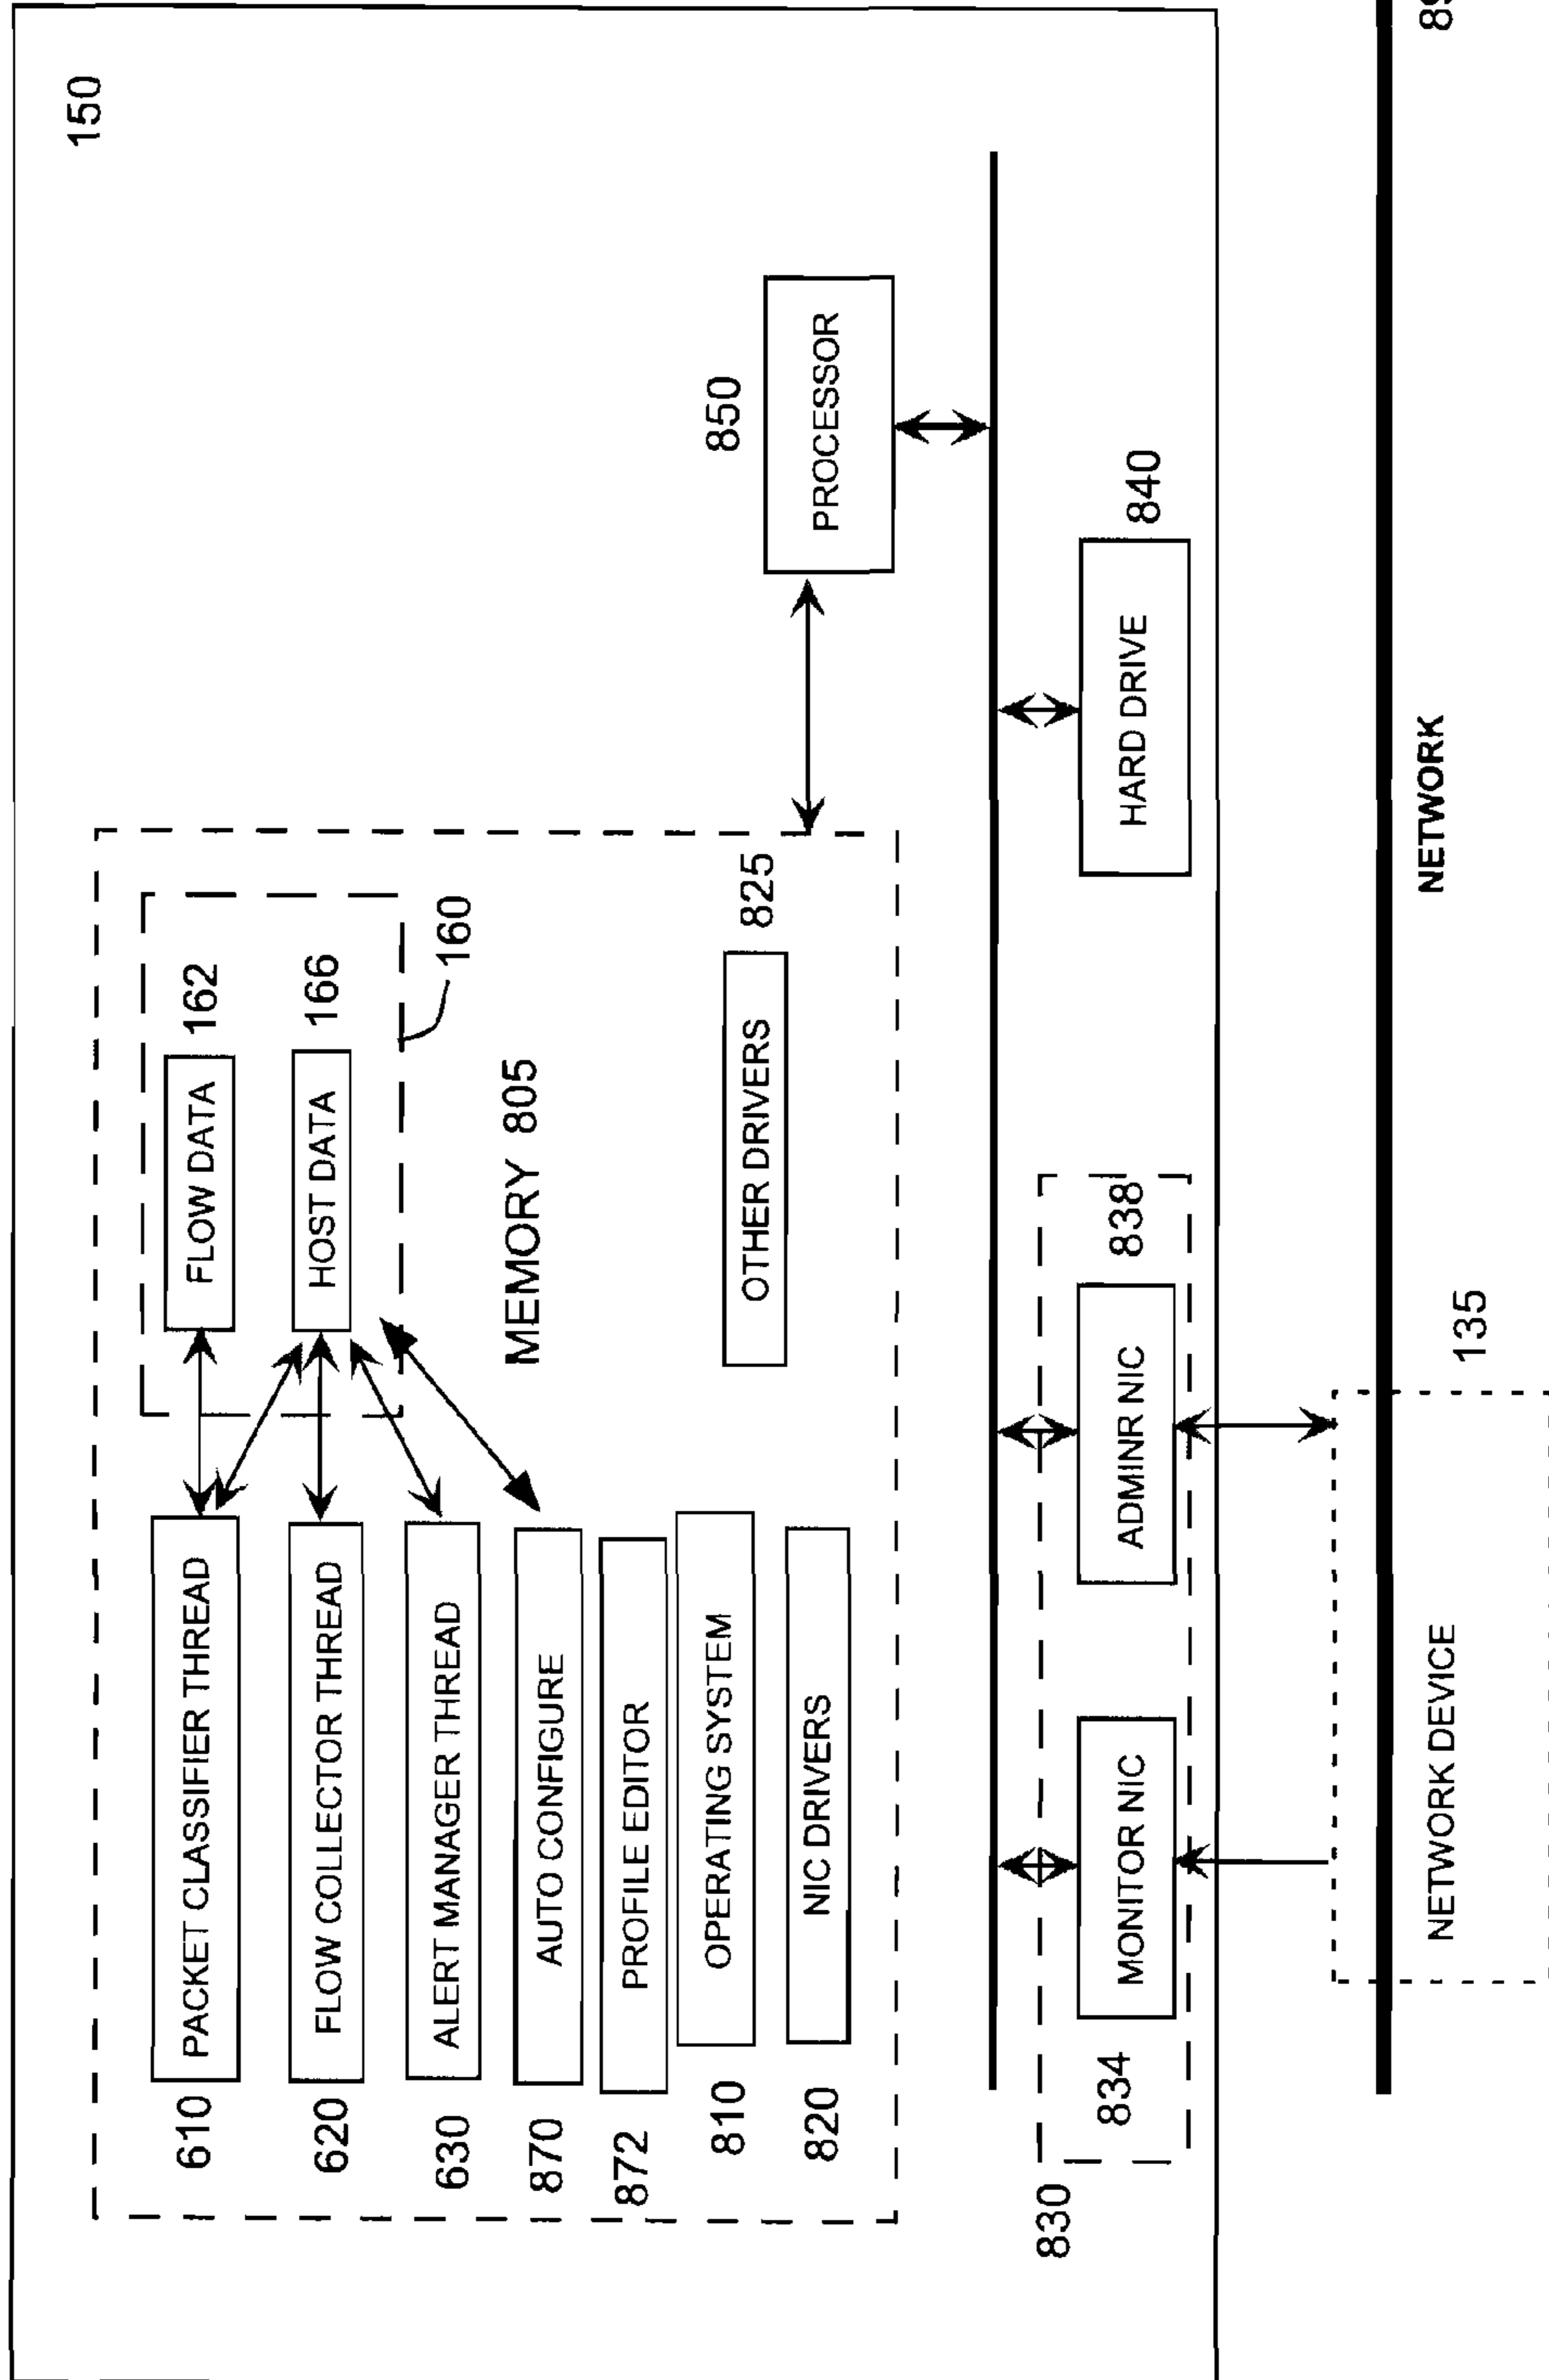 150
610 PACKET CLASSIFIER THREAD
FLOW DATA 162
620 FLOW COLLECTOR THREAD
HOST DATA 166
630 ALERT MANAGER THREAD
160
870 AUTO CONFIGURE
MEMORY 805
872 PROFILE EDITOR
810 OPERATING SYSTEM
OTHER DRIVERS 825
850
820 NIC DRIVERS
PROCESSOR
830
834 MONITOR NIC
ADMINR NIC 838
HARD DRIVE 840
NETWORK DEVICE
135
NETWORK